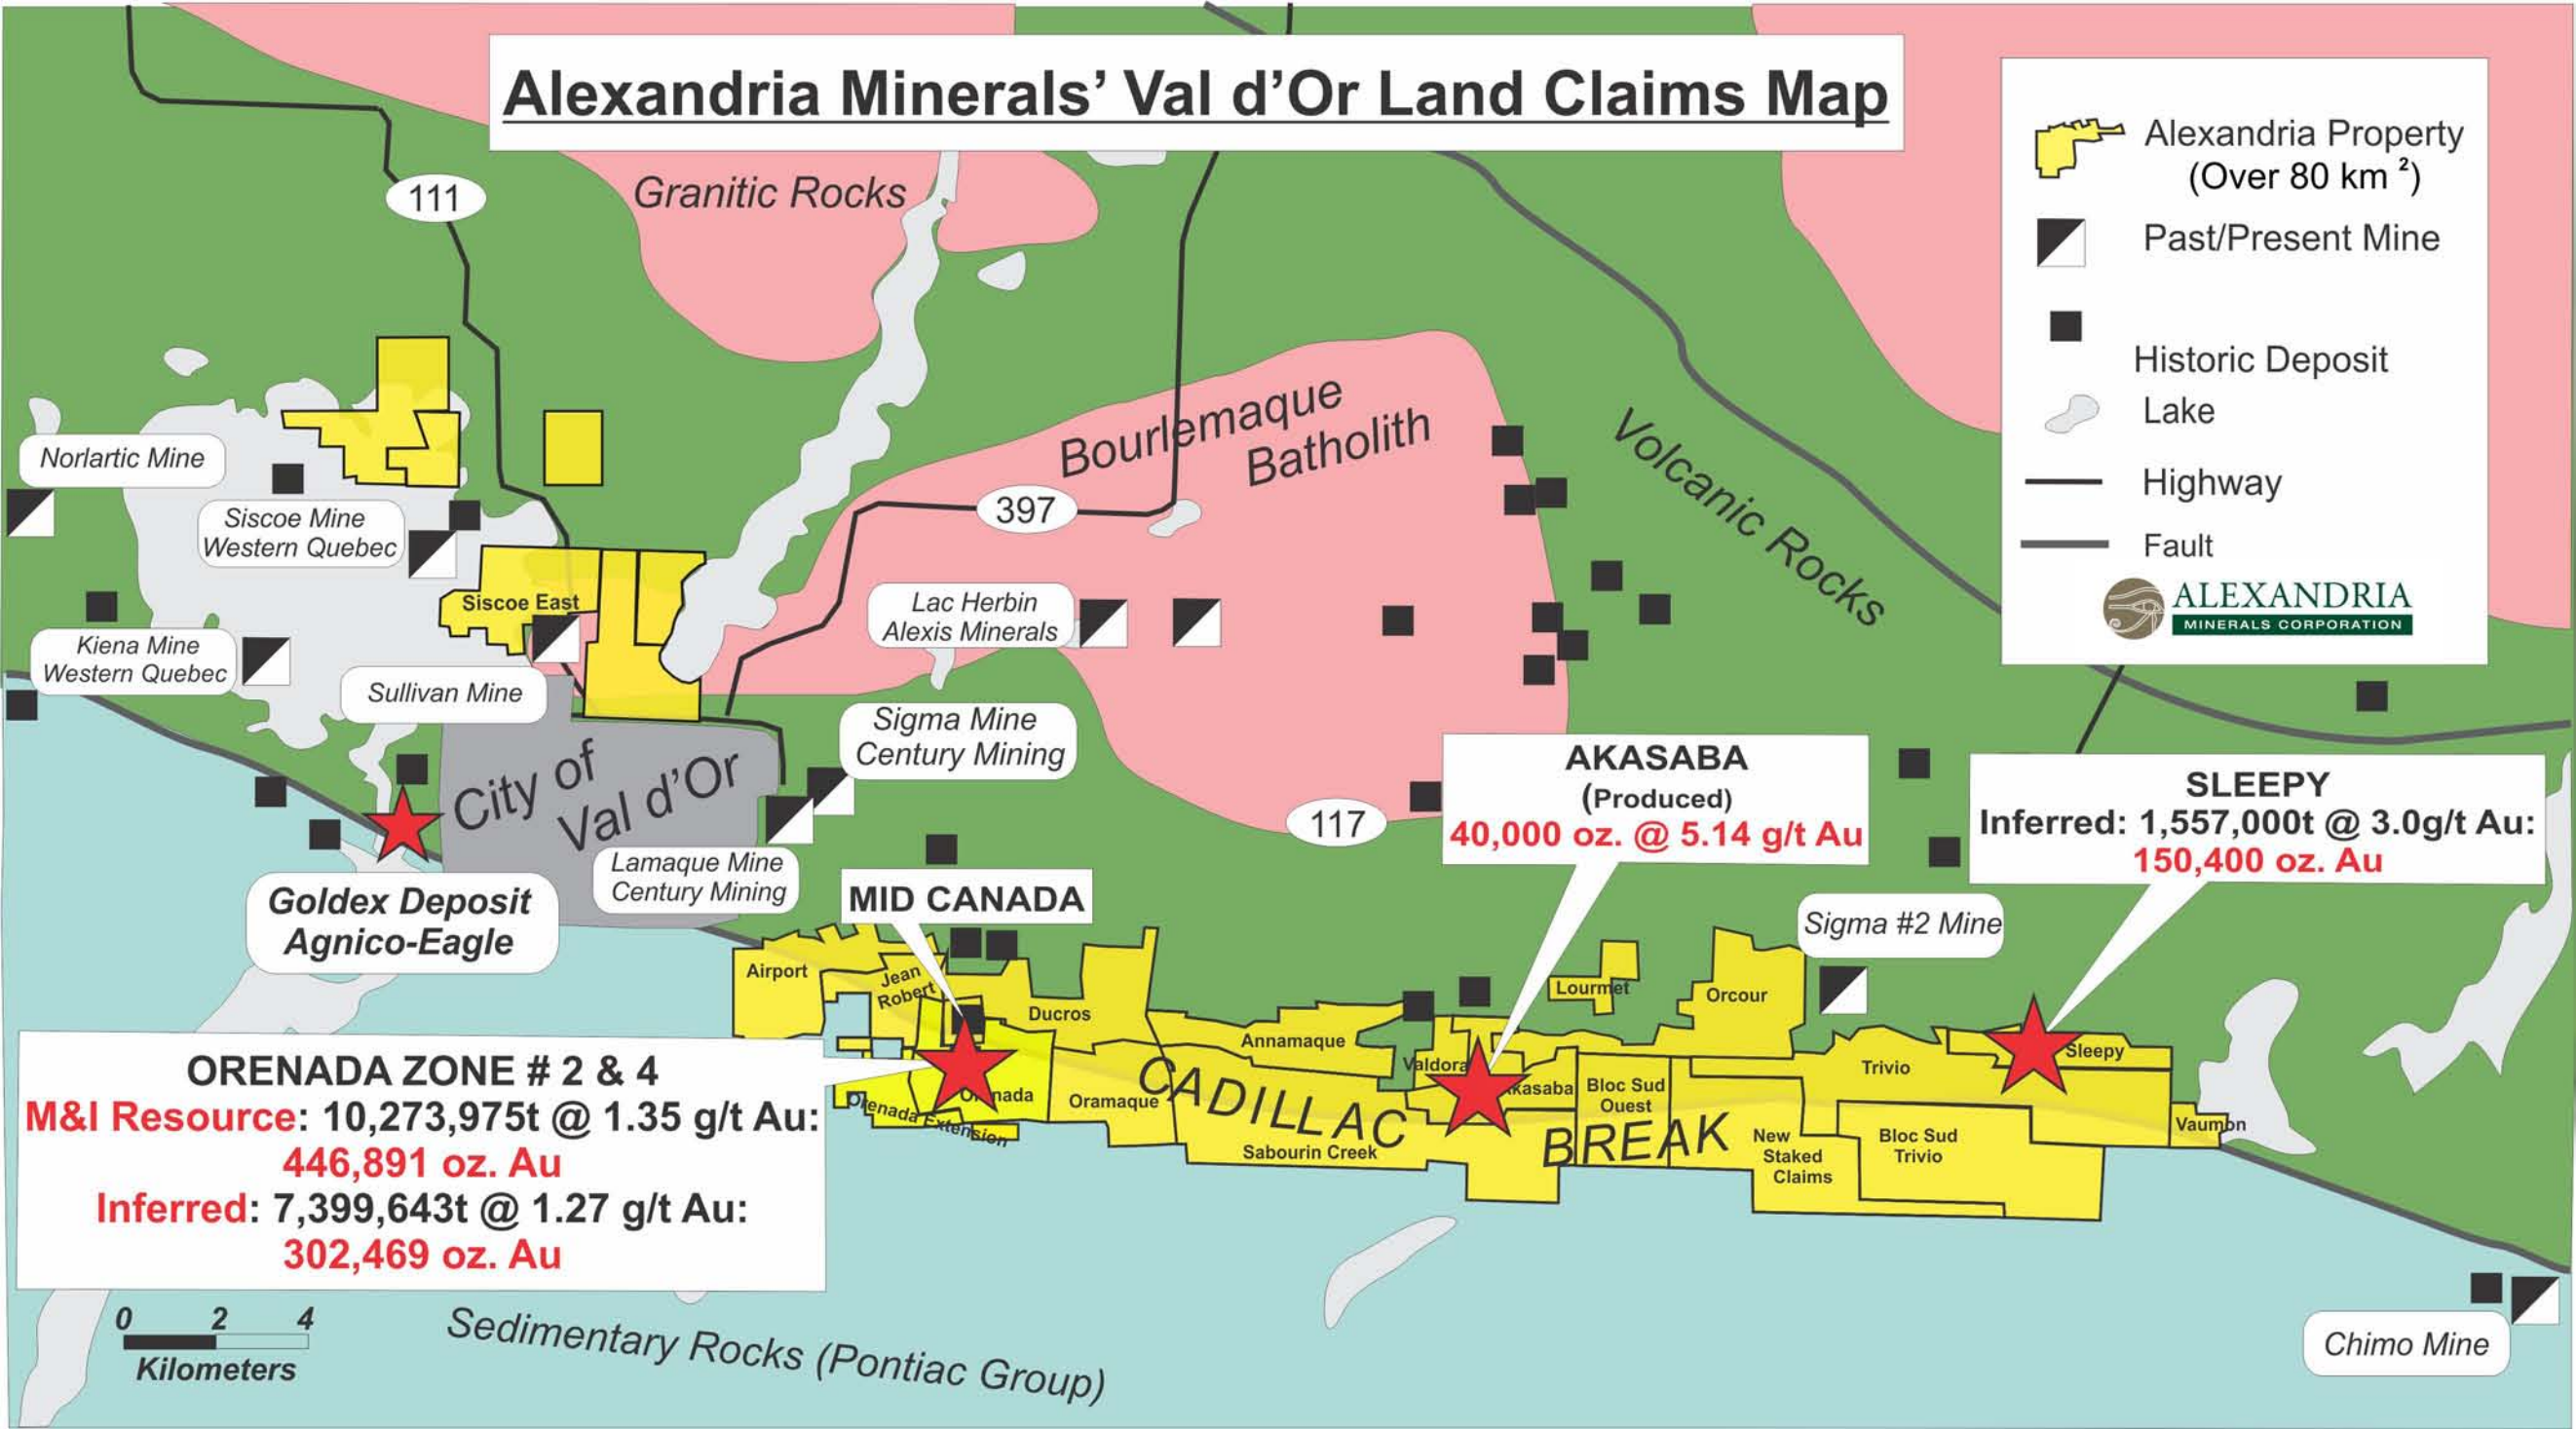 Alexandria Minerals’ Val d’Or Land Claims Map
Alexandria Property
(Over 80 km ²)
Past/Present Mine
Historic Deposit
Lake
Highway
Fault
ALEXANDRIA
MINERALS CORPORATION
111
Granitic Rocks
Bourlemaque
Batholith
397
Volcanic Rocks
Norlartic Mine
Siscoe Mine
Western Quebec
Siscoe East
Kiena Mine
Western Quebec
Sullivan Mine
Lac Herbin
Alexis Minerals
Sigma Mine
Century Mining
City of
Val d’Or
Lamaque Mine
Century Mining
Goldex Deposit
Agnico-Eagle
117
MID CANADA
AKASABA
(Produced)
40,000 oz. @ 5.14 g/t Au
SLEEPY
Inferred: 1,557,000t @ 3.0g/t Au:
150,400 oz. Au
Sigma #2 Mine
Airport
Jean
Robert
Ducros
Annamaque
Valdora
Lourmet
Orcour
Trivio
Sleepy
Vaumon
Orenada Extension
Oramaque
Sabourin Creek
CADILLAC
BREAK
Bloc Sud
Ouest
New
Staked
Claims
Bloc Sud
Trivio
ORENADA ZONE # 2 & 4
M&I Resource: 10,273,975t @ 1.35 g/t Au:
446,891 oz. Au
Inferred: 7,399,643t @ 1.27 g/t Au:
302,469 oz. Au
0 2 4
Kilometers
Sedimentary Rocks (Pontiac Group)
Chimo Mine